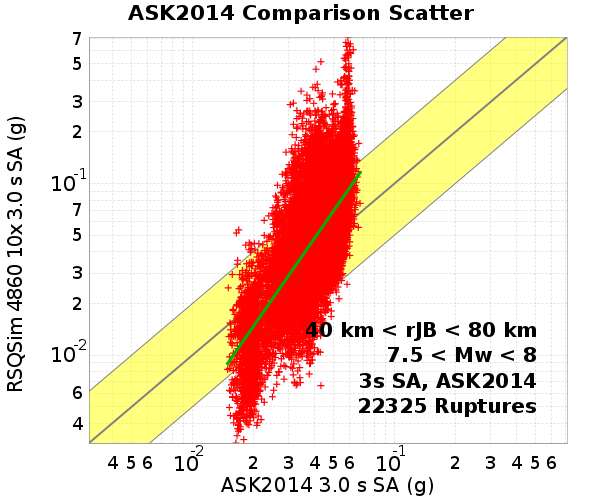 ASK2014 Comparison Scatter
RSQSim 4860 10x 3.0 s SA (g)
7
5
3
2
10-1
7
5
3
2
10-2
6
4
40 km < rJB < 80 km
7.5 < Mw < 8
3s SA, ASK2014
22325 Ruptures
4 5 6 10-2 2 3 4 5 6 10-1 2 3 4 5 6
ASK2014 3.0 s SA (g)